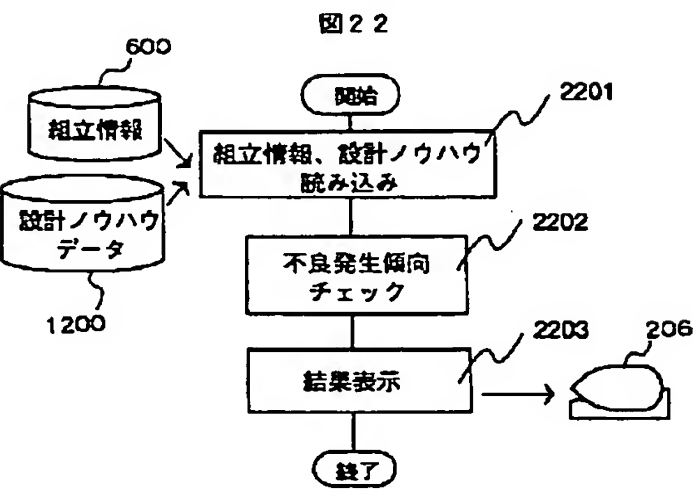 図22
600
開始
2201
組立情報
組立情報、設計ノウハウ
読み込み
設計ノウハウ
データ
1200
2202
不良発生傾向
チェック
2203
結果表示
206
終了